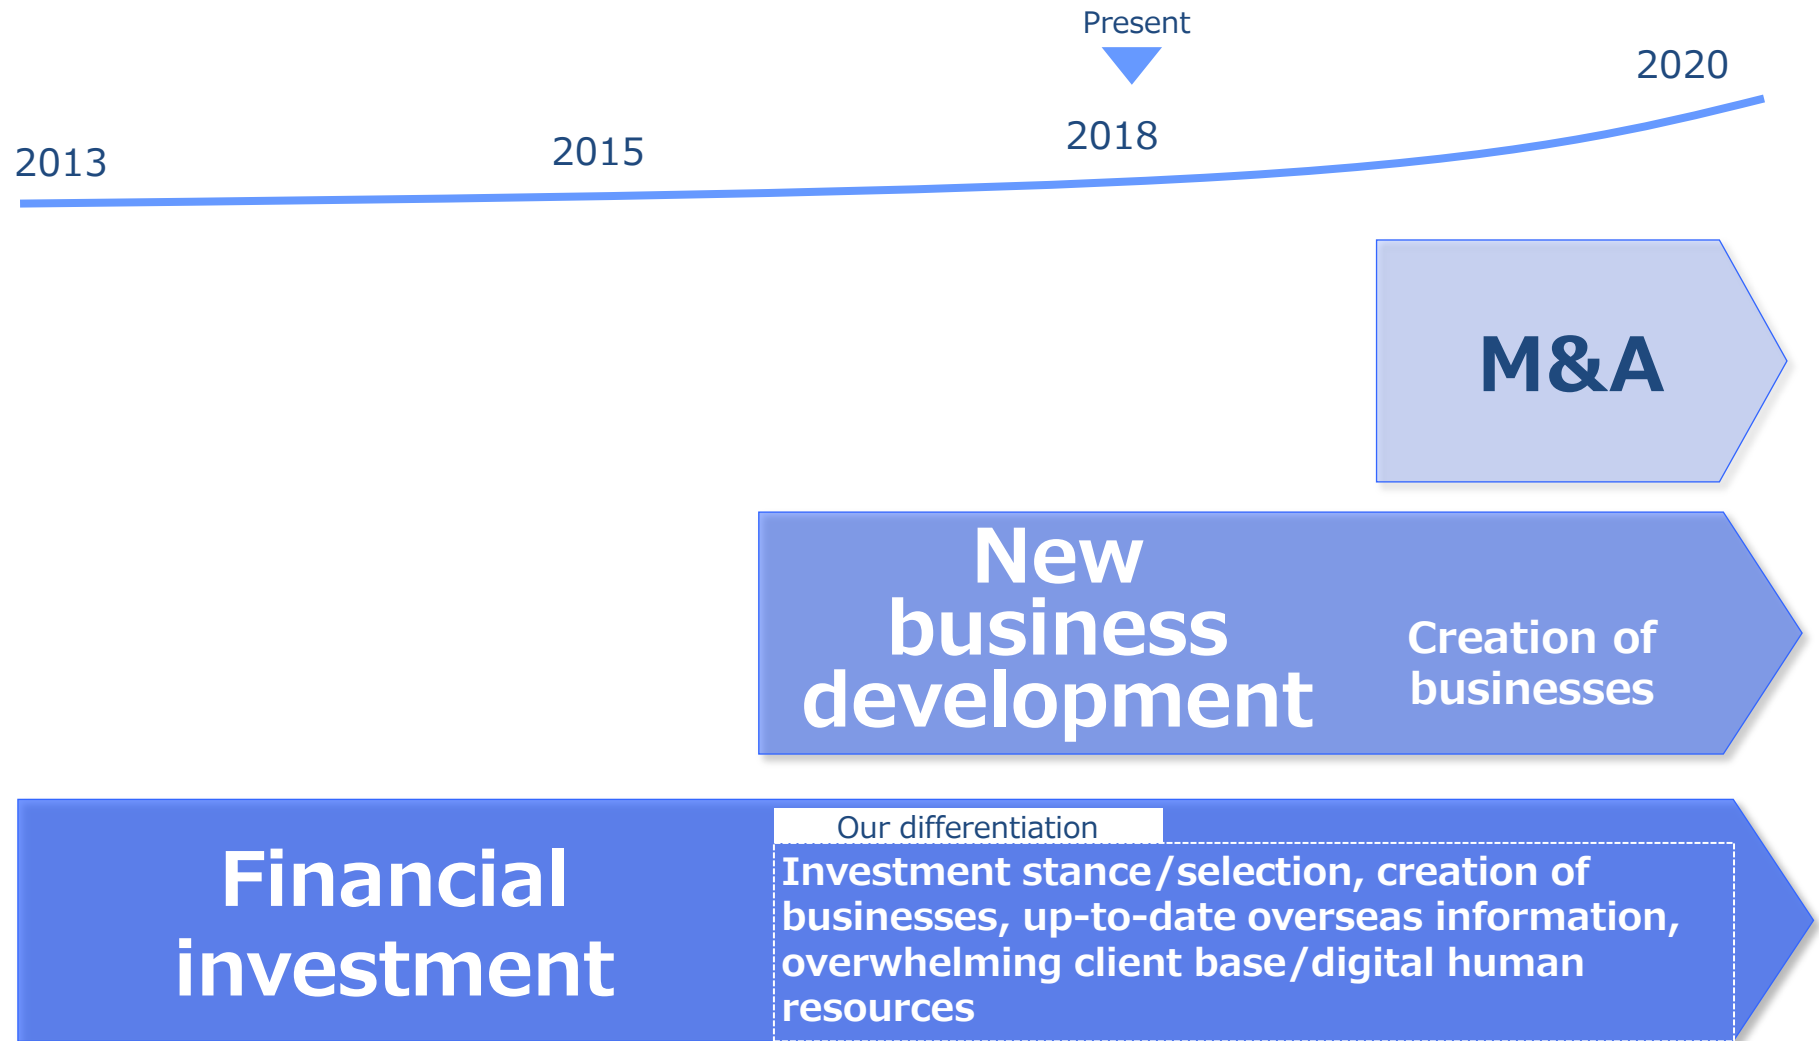 Present
2013
2015
2018
2020
M&A
New
business
development
Creation of
businesses
Financial
investment
Our differentiation
Investment stance/selection, creation of
businesses, up-to-date overseas information,
overwhelming client base/digital human
resources